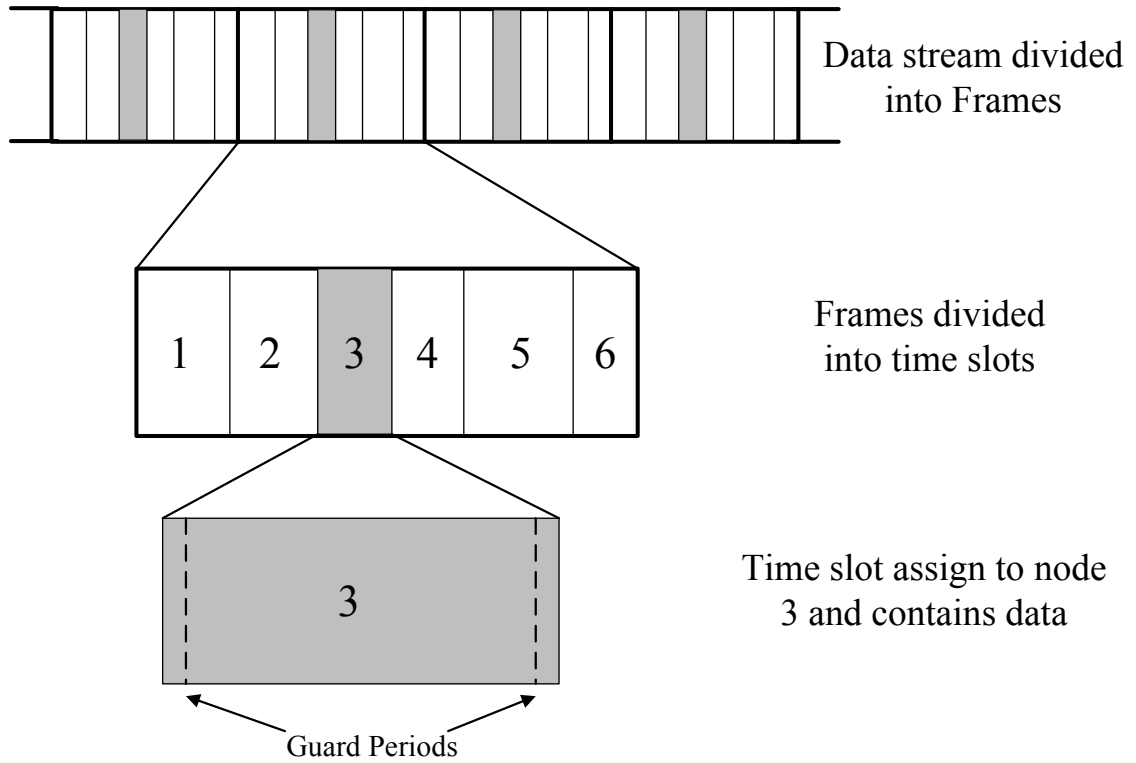 Data stream divided
into Frames
1 2 3 4 5 6
Frames divided
into time slots
3
Time slot assign to node
3 and contains data
Guard Periods